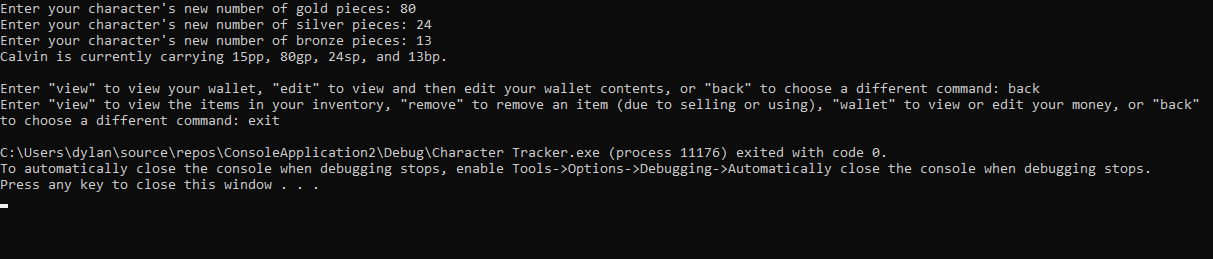 Enter your character's new number of gold pieces: 80
Enter your character's new number of silver pieces: 24
Enter your character's new number of bronze pieces: 13
Calvin is currently carrying 15pp, 80gp, 24sp, and 13bp.
Enter "view" to view your wallet, "edit" to view and then edit your wallet contents, or "back" to choose a different command: back
Enter "view" to view the items in your inventory, "remove" to remove an item (due to selling or using), "wallet" to view or edit your money, or "back"
to choose a different command: exit
C:\Users\dylan\source\repos\ConsoleApplication2\Debug\Character Tracker.exe (process 11176) exited with code 0.
To automatically close the console when debugging stops, enable Tools->Options->Debugging->Automatically close the console when debugging stops.
Press any key to close this window . . .